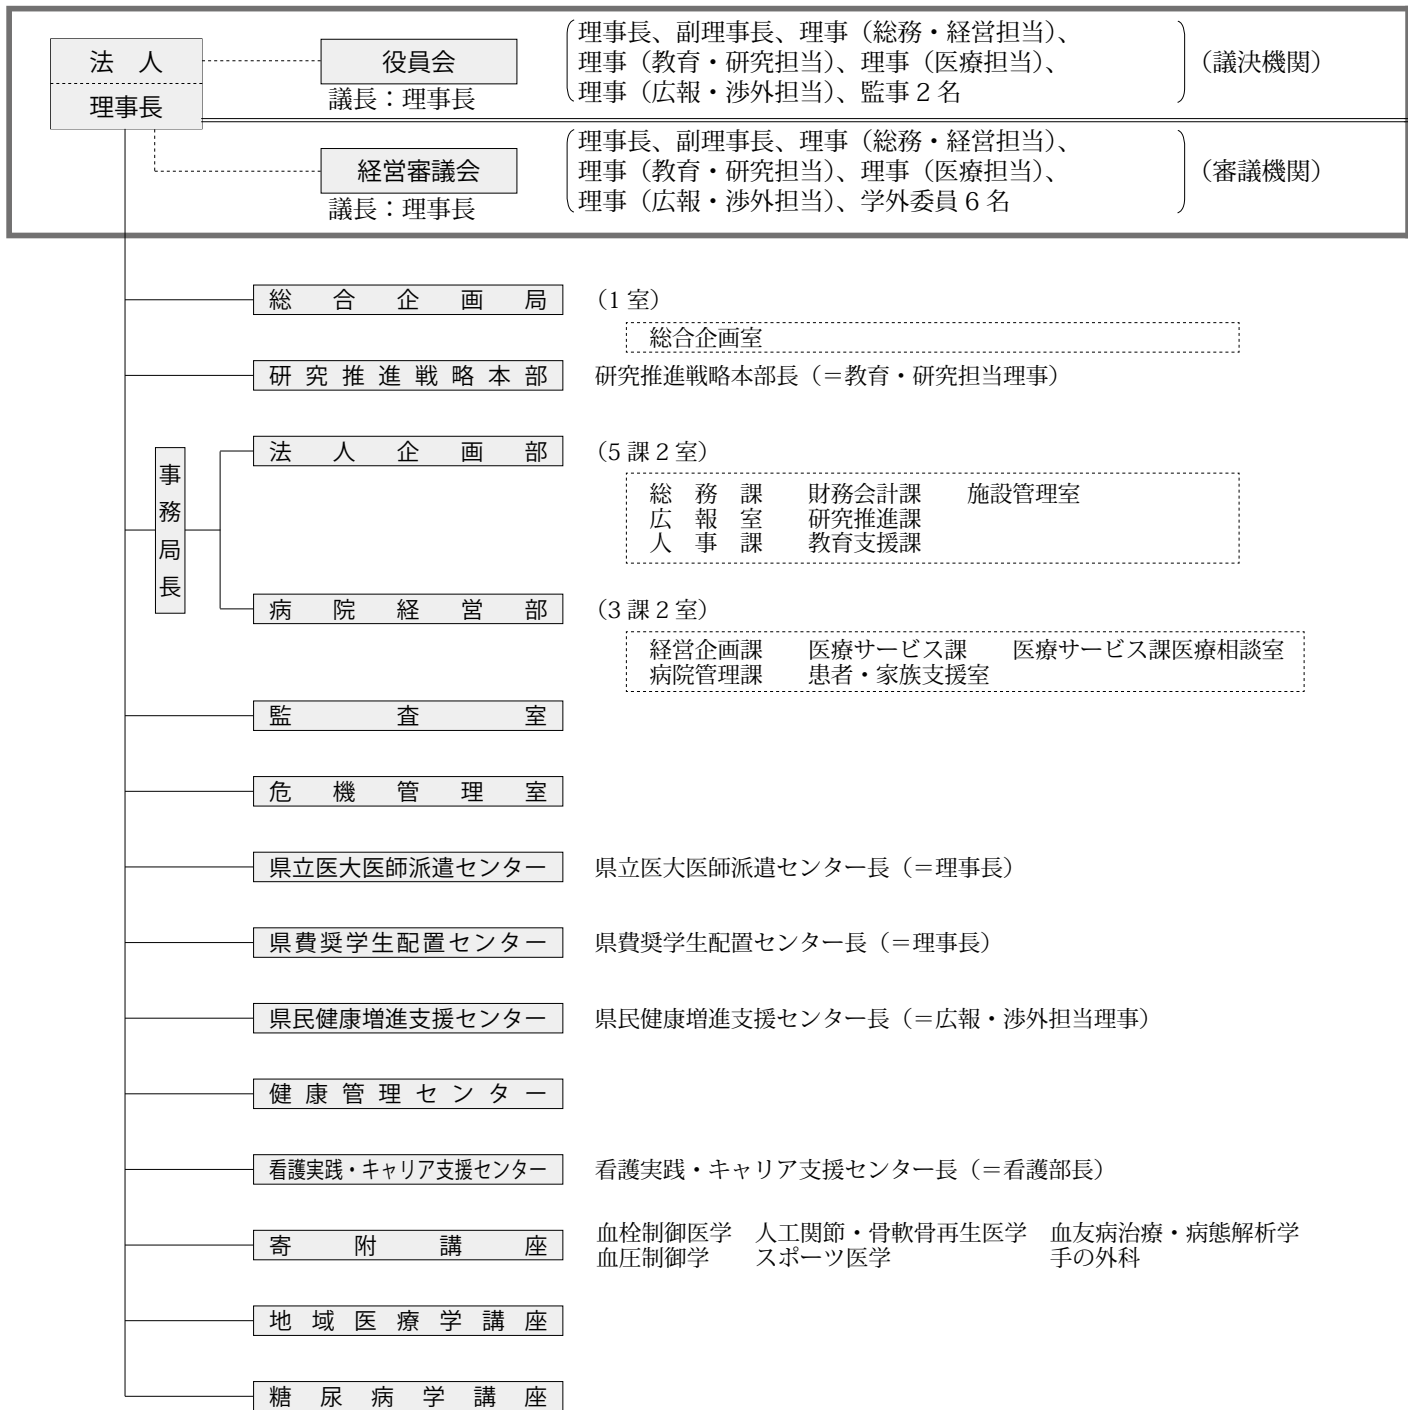 法 人
理事長
役員会
議長：理事長
理事長、副理事長、理事（総務・経営担当）、
理事（教育・研究担当）、理事（医療担当）、
理事（広報・渉外担当）、監事 2 名
（議決機関）
経営審議会
議長：理事長
理事長、副理事長、理事（総務・経営担当）、
理事（教育・研究担当）、理事（医療担当）、
理事（広報・渉外担当）、学外委員 6 名
（審議機関）
総合企画局 （1 室）
総合企画室
研究推進戦略本部 研究推進戦略本部長（＝教育・研究担当理事）
事務局長
法人企画部 （5 課 2 室）
総務課 財務会計課 施設管理室
広報室 研究推進課
人事課 教育支援課
病院経営部 （3 課 2 室）
経営企画課 医療サービス課 医療サービス課医療相談室
病院管理課 患者・家族支援室
監査室
危機管理室
県立医大医師派遣センター 県立医大医師派遣センター長（＝理事長）
県費奨学生配置センター 県費奨学生配置センター長（＝理事長）
県民健康増進支援センター 県民健康増進支援センター長（＝広報・渉外担当理事）
健康管理センター
看護実践・キャリア支援センター 看護実践・キャリア支援センター長（＝看護部長）
寄附講座
血栓制御医学 人工関節・骨軟骨再生医学 血友病治療・病態解析学
血圧制御学 スポーツ医学 手の外科
地域医療学講座
糖尿病学講座